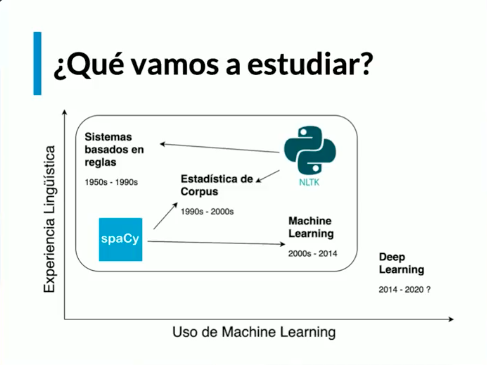 ¿Qué vamos a estudiar?
Experiencia Lingüística
Sistemas
basados en
reglas
1950s - 1990s
NLTK
Estadística de
Corpus
1990s - 2000s
spaCy
Machine
Learning
2000s - 2014
Deep
Learning
2014 - 2020 ?
Uso de Machine Learning